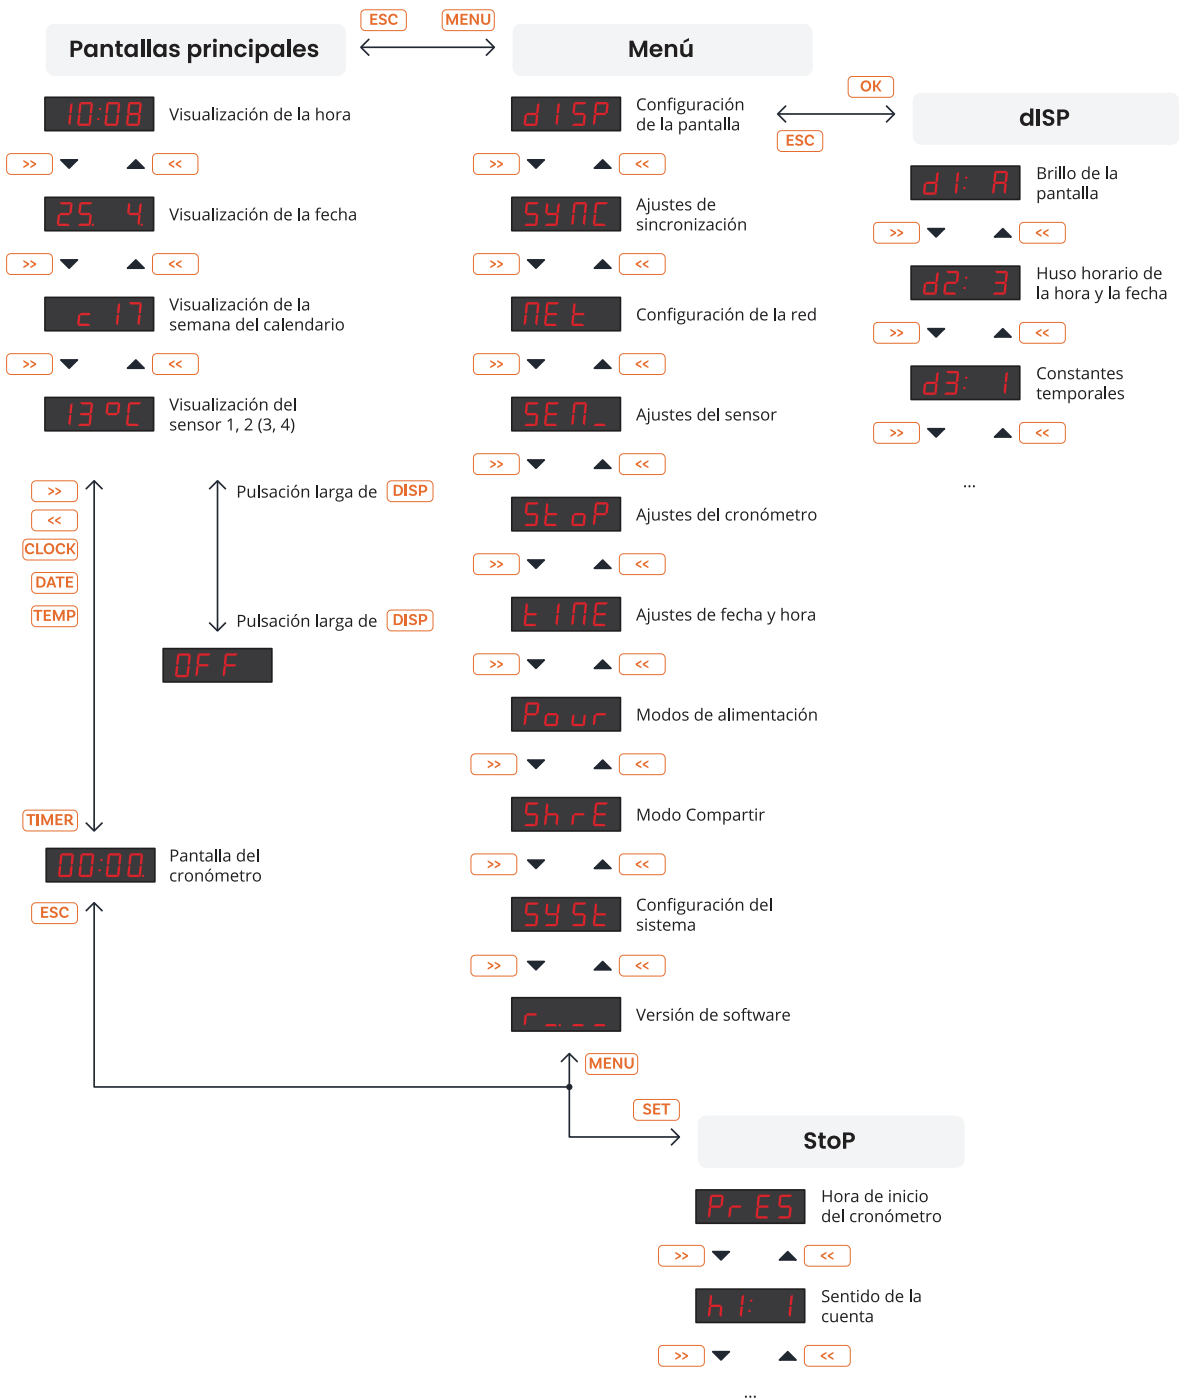 ESC MENU
Pantallas principales
Menú
OK
ESC
dISP
10:08 Visualización de la hora
>> <<
25. 4. Visualización de la fecha
>> <<
c 17 Visualización de la
semana del calendario
>> <<
13 °C Visualización del
sensor 1, 2 (3, 4)
>>
<<
CLOCK
DATE
TEMP
Pulsación larga de DISP
Pulsación larga de DISP
OFF
TIMER
00:00. Pantalla del
cronómetro
ESC
dISP Configuración
de la pantalla
>> <<
SYNC Ajustes de
sincronización
>> <<
NEt Configuración de la red
>> <<
SEN_ Ajustes del sensor
>> <<
StoP Ajustes del cronómetro
>> <<
tIME Ajustes de fecha y hora
>> <<
Pour Modos de alimentación
>> <<
ShrE Modo Compartir
>> <<
SYSt Configuración del
sistema
>> <<
r _._ _ Versión de software
MENU
SET
d1: A Brillo de la
pantalla
>> <<
d2: 3 Huso horario de
la hora y la fecha
>> <<
d3: 1 Constantes
temporales
>> <<
...
StoP
PrES Hora de inicio
del cronómetro
>> <<
h1: 1 Sentido de la
cuenta
>> <<
...